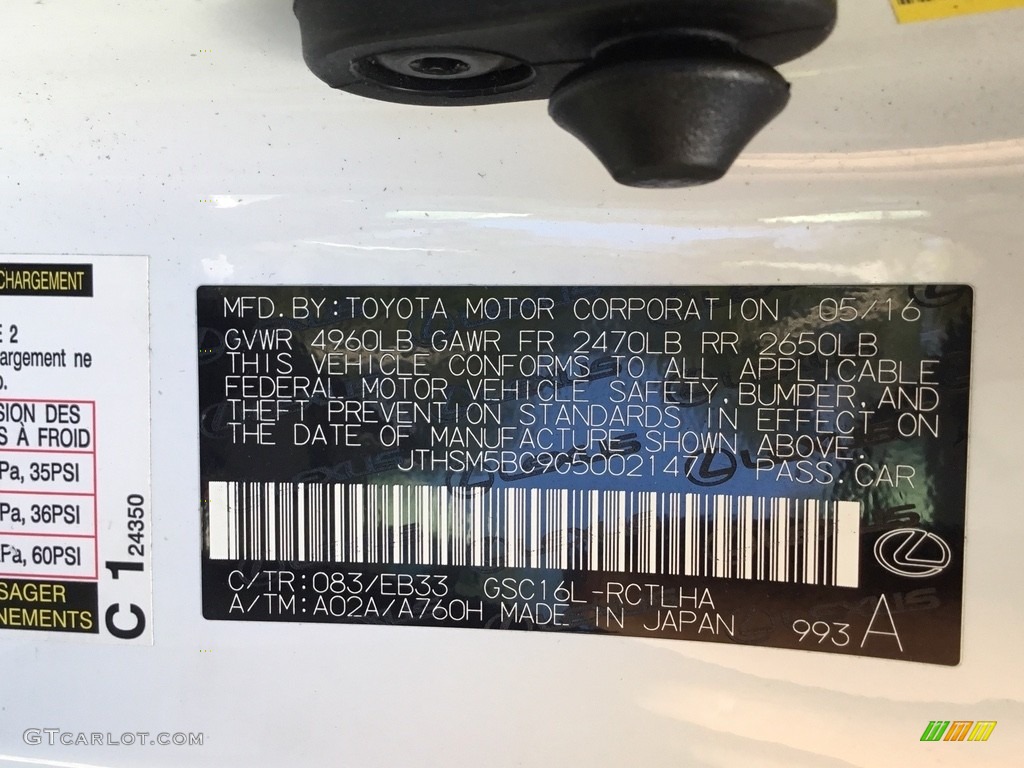 CHARGEMENT
E 2
argement ne
o.
SION DES
S À FROID
Pa, 35PSI
Pa, 36PSI
Pa, 60PSI
SAGER
NEMENTS
C 1 24350
MFD. BY: TOYOTA MOTOR CORPORATION 05/16
GVWR 4960LB GAWR FR 2470LB RR 2650LB
THIS VEHICLE CONFORMS TO ALL APPLICABLE
FEDERAL MOTOR VEHICLE SAFETY, BUMPER, AND
THEFT PREVENTION STANDARDS IN EFFECT ON
THE DATE OF MANUFACTURE SHOWN ABOVE.
JTHSM5BC9G5002147 PASS. CAR
C/TR: 083/EB33 GSC16L-RCTLHA
A/TM: A02A/A760H MADE IN JAPAN 993 A
GTCARLOT.COM